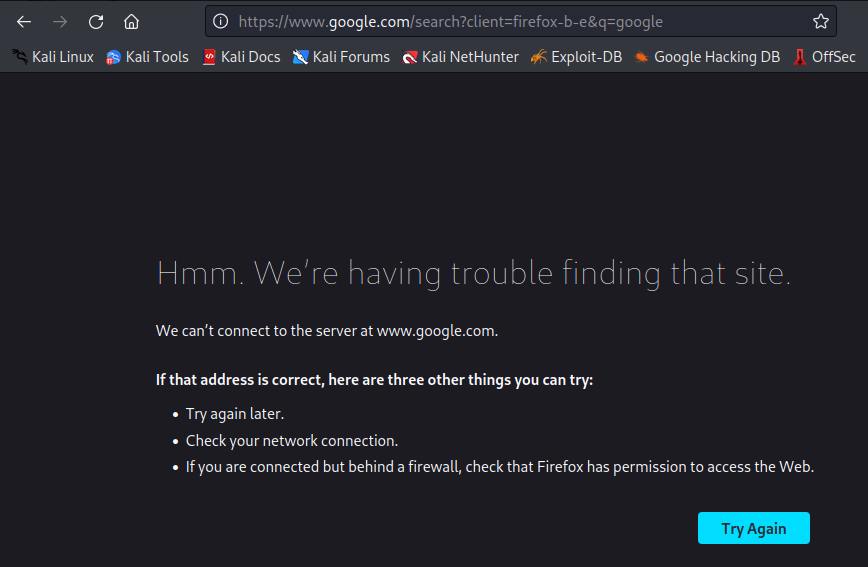 https://www.google.com/search?client=firefox-b-e&q=google
Kali Linux Kali Tools Kali Docs Kali Forums Kali NetHunter Exploit-DB Google Hacking DB OffSec
Hmm. We’re having trouble finding that site.
We can’t connect to the server at www.google.com.
If that address is correct, here are three other things you can try:
• Try again later.
• Check your network connection.
• If you are connected but behind a firewall, check that Firefox has permission to access the Web.
Try Again